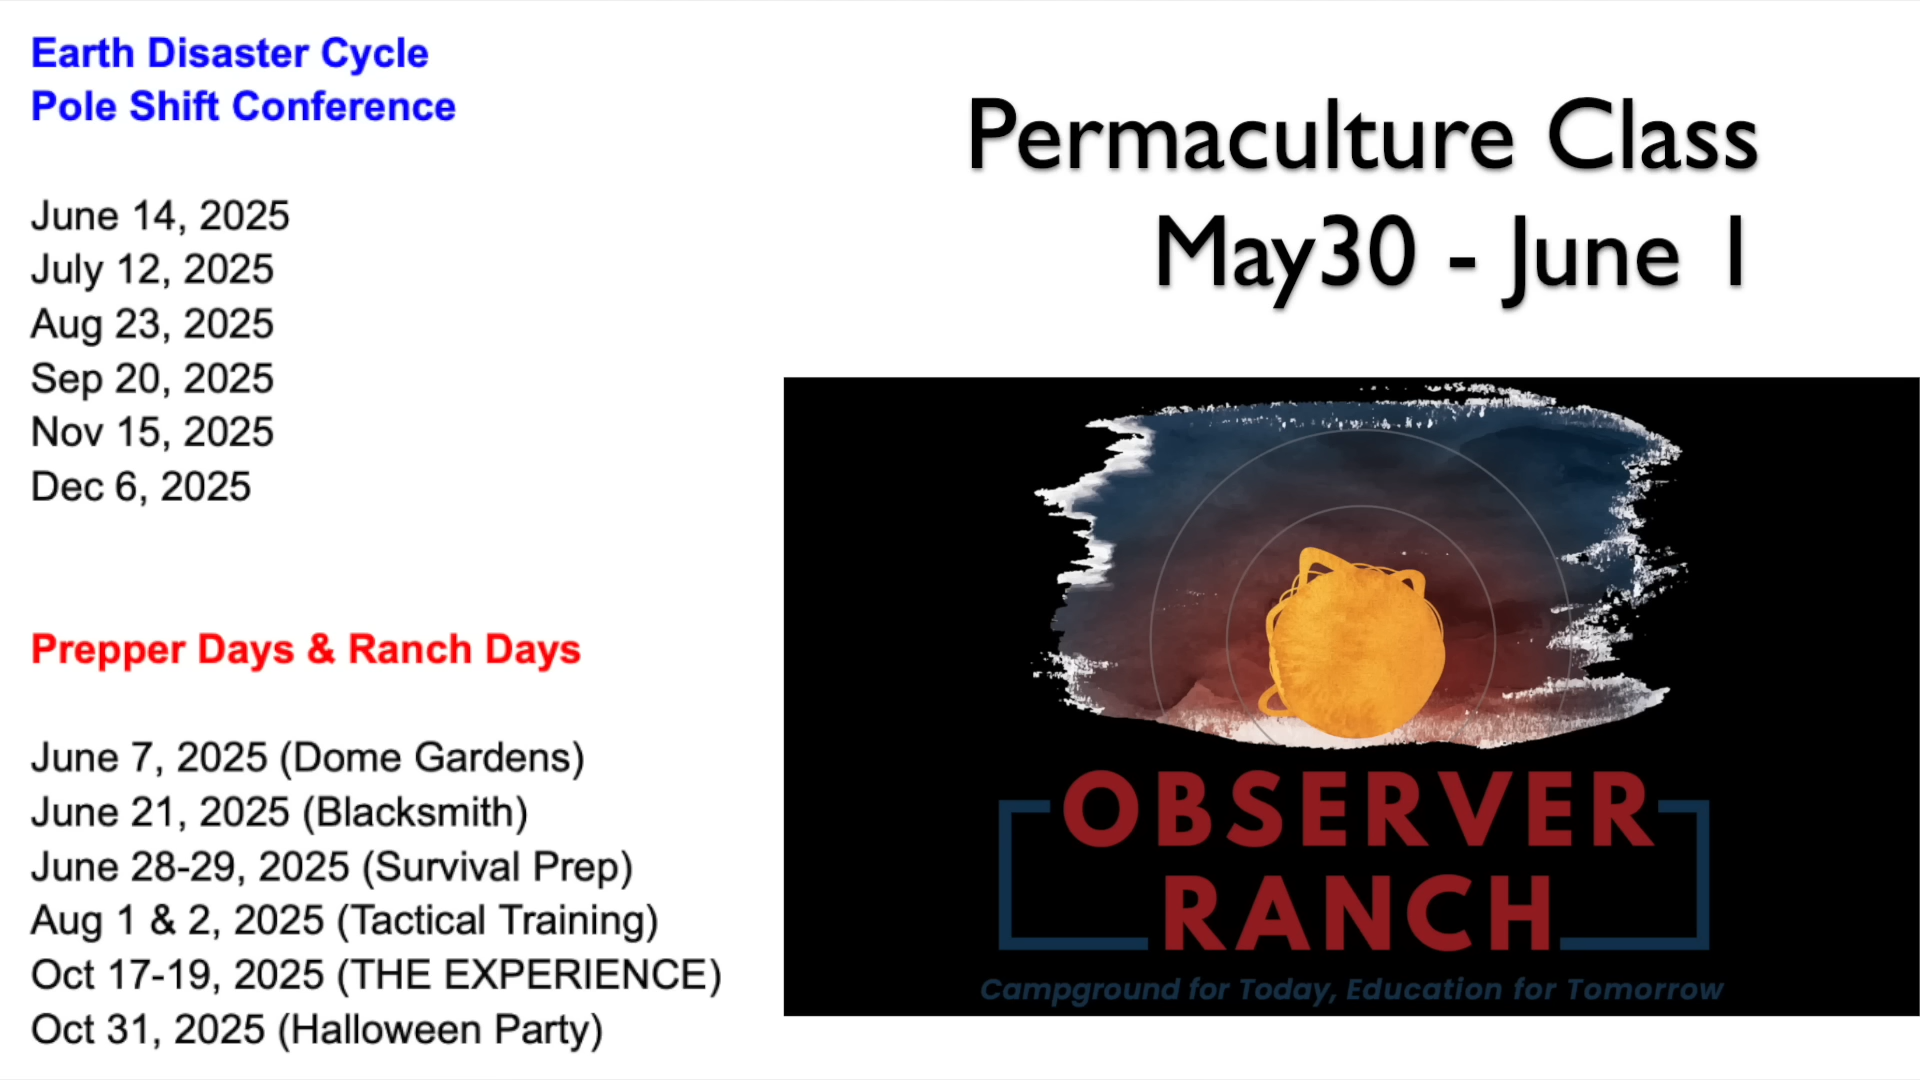 Earth Disaster Cycle
Pole Shift Conference
June 14, 2025
July 12, 2025
Aug 23, 2025
Sep 20, 2025
Nov 15, 2025
Dec 6, 2025
Prepper Days & Ranch Days
June 7, 2025 (Dome Gardens)
June 21, 2025 (Blacksmith)
June 28-29, 2025 (Survival Prep)
Aug 1 & 2, 2025 (Tactical Training)
Oct 17-19, 2025 (THE EXPERIENCE)
Oct 31, 2025 (Halloween Party)
Permaculture Class
May30 - June 1
OBSERVER
RANCH
Campground for Today, Education for Tomorrow